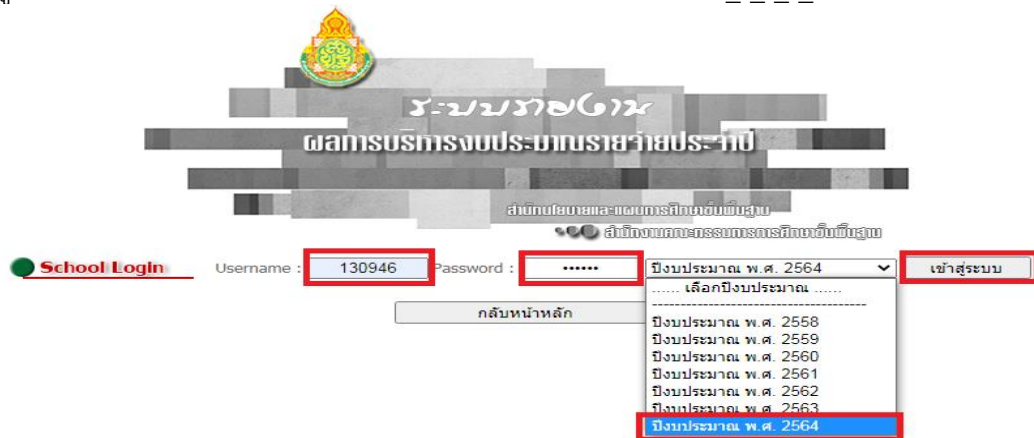 ระบบรายงาน
ผลการบริหารงบประมาณรายจ่ายประจำปี
สำนักนโยบายและแผนการศึกษาขั้นพื้นฐาน
สำนักงานคณะกรรมการการศึกษาขั้นพื้นฐาน
School Login Username : 130946 Password : •••••• ปีงบประมาณ พ.ศ. 2564 เข้าสู่ระบบ
...... เลือกปีงบประมาณ ......
กลับหน้าหลัก
ปีงบประมาณ พ.ศ. 2558
ปีงบประมาณ พ.ศ. 2559
ปีงบประมาณ พ.ศ. 2560
ปีงบประมาณ พ.ศ. 2561
ปีงบประมาณ พ.ศ. 2562
ปีงบประมาณ พ.ศ. 2563
ปีงบประมาณ พ.ศ. 2564